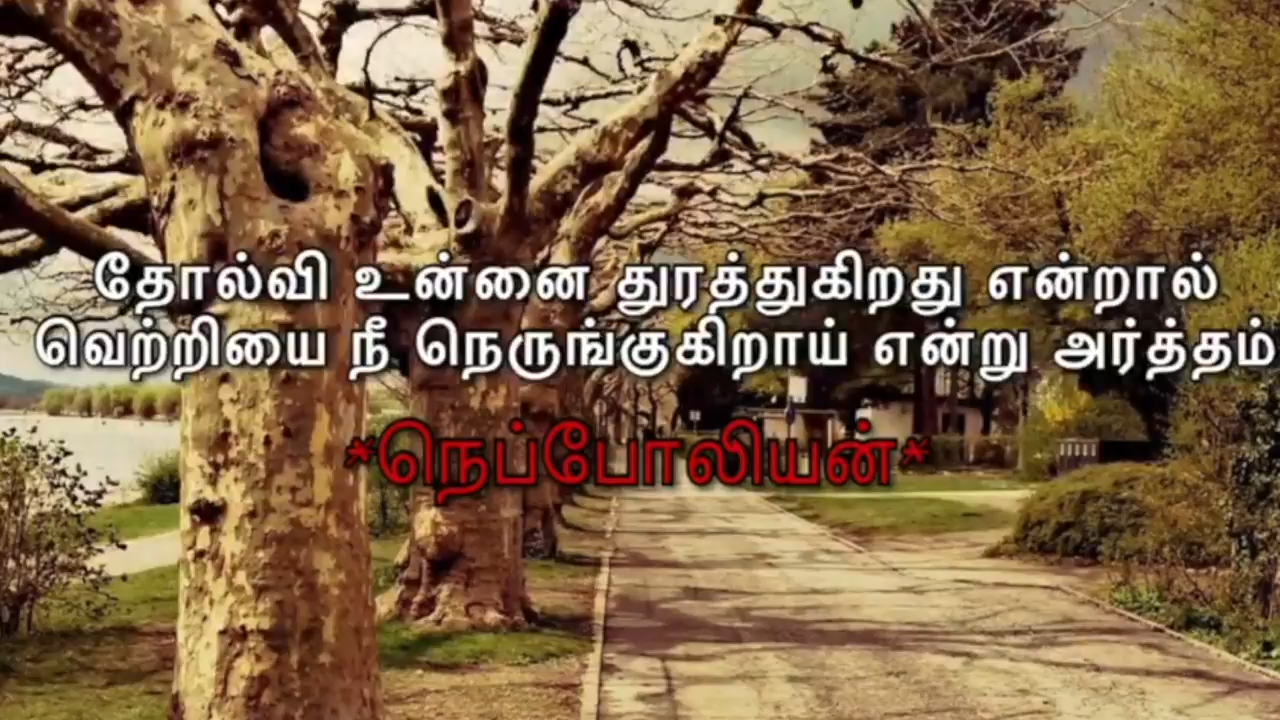 தோல்வி உன்னை துரத்துகிறது என்றால்
வெற்றியை நீ நெருங்குகிறாய் என்று அர்த்தம்
*நெப்போலியன்*